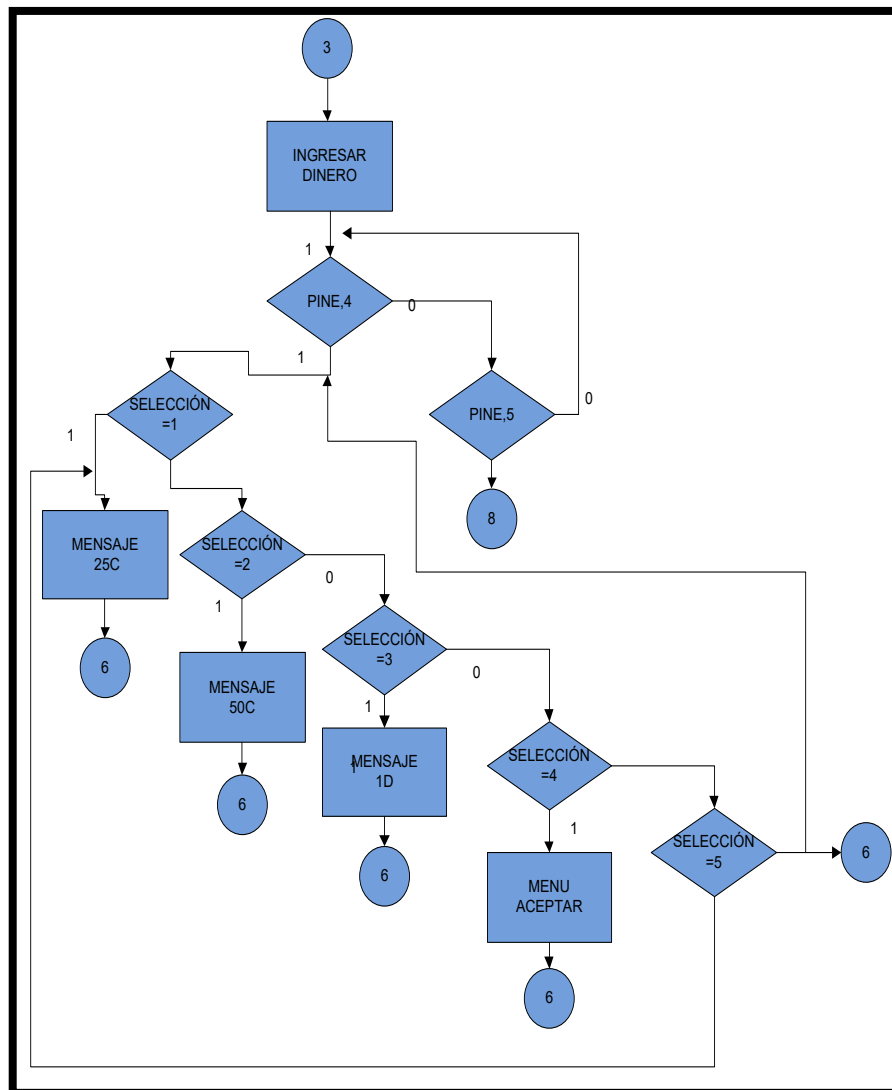 3
INGRESAR
DINERO
1
PINE,4
0
1
SELECCIÓN
=1
PINE,5
0
1
8
MENSAJE
25C
SELECCIÓN
=2
0
1
6
SELECCIÓN
=3
0
MENSAJE
50C
1
MENSAJE
1D
1
SELECCIÓN
=4
6
1
SELECCIÓN
=5
6
6
MENU
ACEPTAR
6